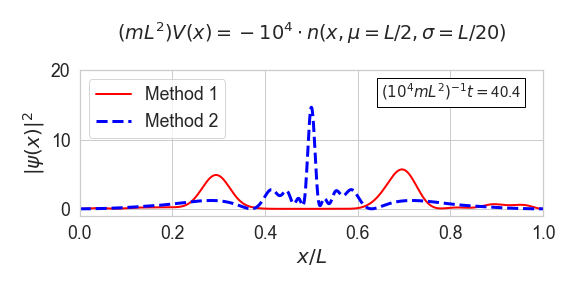 (mL²)V(x) = −10⁴ · n(x, μ = L/2, σ = L/20)
20
10
0
|ψ(x)|²
Method 1
Method 2
(10⁴mL²)⁻¹t = 40.4
0.0 0.2 0.4 0.6 0.8 1.0
x/L